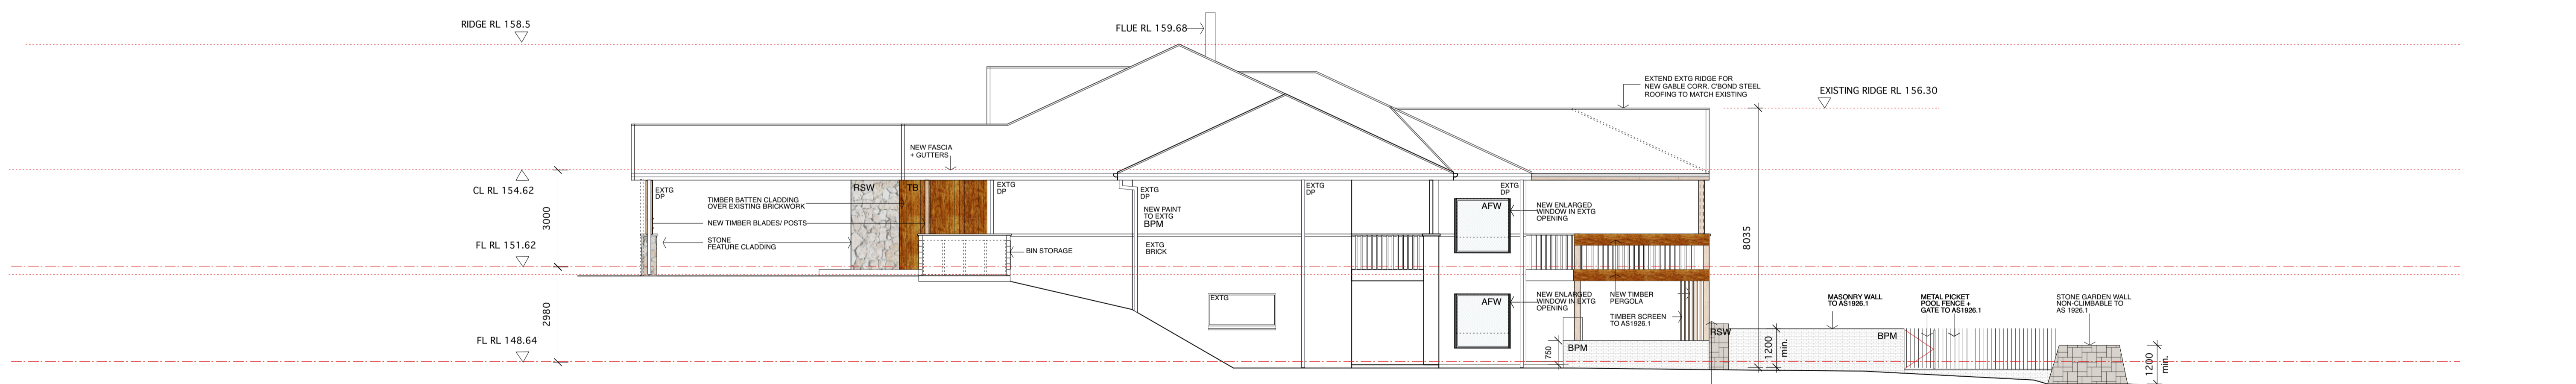 RIDGE RL 158.5
FLUE RL 159.68
EXTEND EXTG RIDGE FOR
NEW GABLE CORR. C'BOND STEEL
ROOFING TO MATCH EXISTING
EXISTING RIDGE RL 156.30
NEW FASCIA
+ GUTTERS
CL RL 154.62
3000
EXTG
DP
TIMBER BATTEN CLADDING
OVER EXISTING BRICKWORK
NEW TIMBER BLADES/ POSTS
STONE
FEATURE CLADDING
RSW
TB
EXTG
DP
BIN STORAGE
EXTG
DP
NEW PAINT
TO EXTG
BPM
EXTG
BRICK
EXTG
DP
EXTG
DP
AFW
NEW ENLARGED
WINDOW IN EXTG
OPENING
8035
FL RL 151.62
2980
FL RL 148.64
EXTG
AFW
NEW ENLARGED
WINDOW IN EXTG
OPENING
NEW TIMBER
PERGOLA
TIMBER SCREEN
TO AS1926.1
750
BPM
RSW
1200
min.
MASONRY WALL
TO AS1926.1
BPM
METAL PICKET
POOL FENCE +
GATE TO AS1926.1
STONE GARDEN WALL
NON-CLIMBABLE TO
AS 1926.1
1200
min.